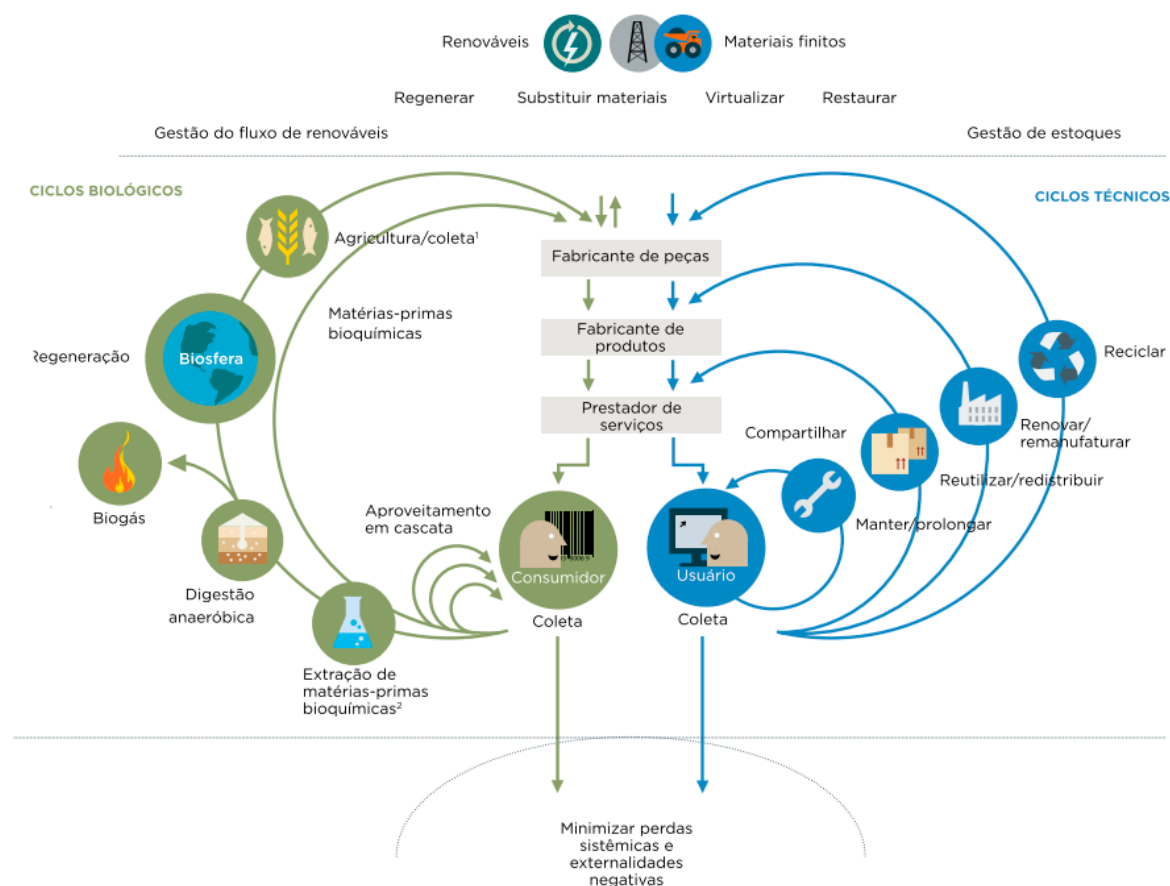 Renováveis
Materiais finitos
Regenerar
Substituir materiais
Virtualizar
Restaurar
Gestão do fluxo de renováveis
Gestão de estoques
CICLOS BIOLÓGICOS
CICLOS TÉCNICOS
Agricultura/coleta¹
Fabricante de peças
Matérias-primas
bioquímicas
Fabricante de
produtos
Regeneração
Biosfera
Reciclar
Prestador de
serviços
Compartilhar
Renovar/
remanufaturar
Reutilizar/redistribuir
Biogás
Aproveitamento
em cascata
Manter/prolongar
Consumidor
Usuário
Digestão
anaeróbica
Coleta
Coleta
Extração de
matérias-primas
bioquímicas²
Minimizar perdas
sistêmicas e
externalidades
negativas